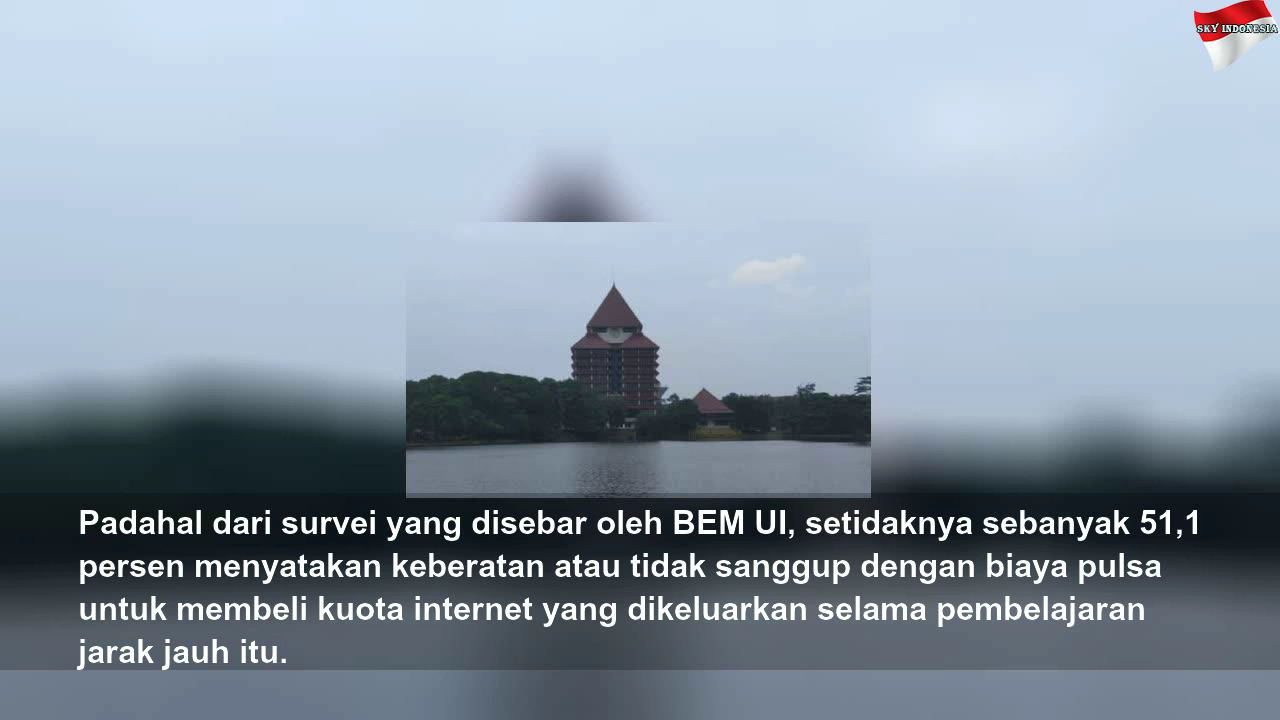 SKY INDONESIA
Padahal dari survei yang disebar oleh BEM UI, setidaknya sebanyak 51,1
persen menyatakan keberatan atau tidak sanggup dengan biaya pulsa
untuk membeli kuota internet yang dikeluarkan selama pembelajaran
jarak jauh itu.